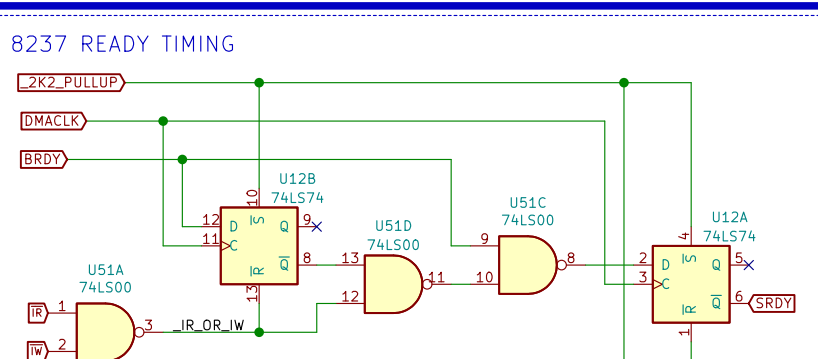 8237 READY TIMING
_2K2_PULLUP
DMACLK
BRDY
U12B
74LS74
10
12 D S Q 9
11 C
Q 8
R
13
U51D
74LS00
13
11
12
U51C
74LS00
9
8
10
U12A
74LS74
4
2 D S Q 5
3 C
Q 6
R
1
SRDY
U51A
74LS00
IR 1
3 _IR_OR_IW
IW 2